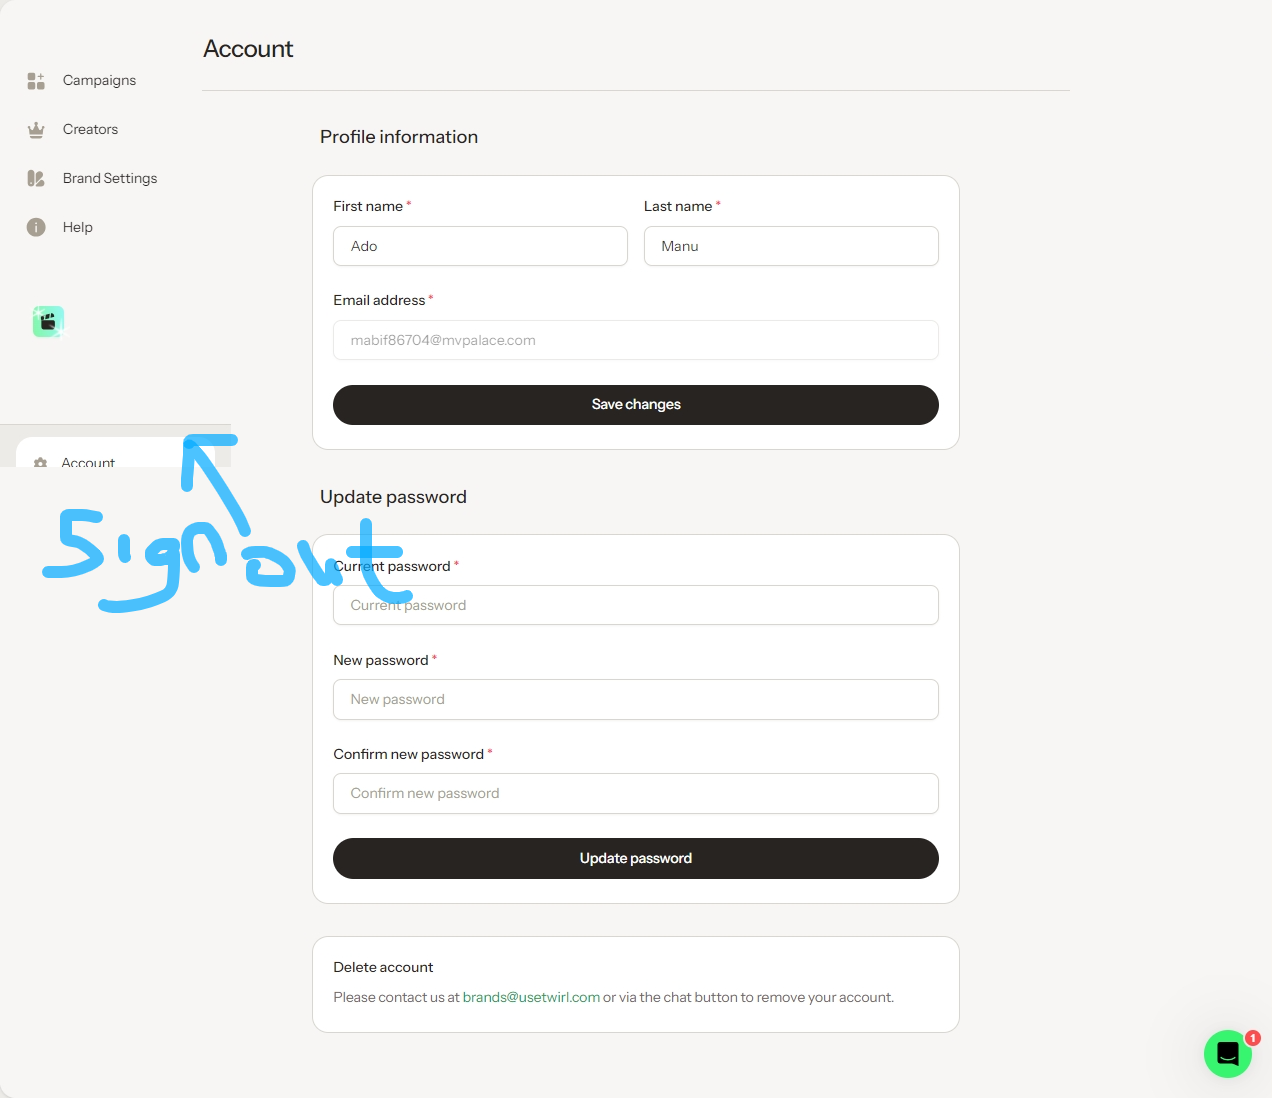 Account
Campaigns
Creators
Brand Settings
Help
Account
Sign out
Profile information
First name *
Last name *
Ado
Manu
Email address *
mabif86704@mvpalace.com
Save changes
Update password
Current password *
Current password
New password *
New password
Confirm new password *
Confirm new password
Update password
Delete account
Please contact us at brands@usetwirl.com or via the chat button to remove your account.
1